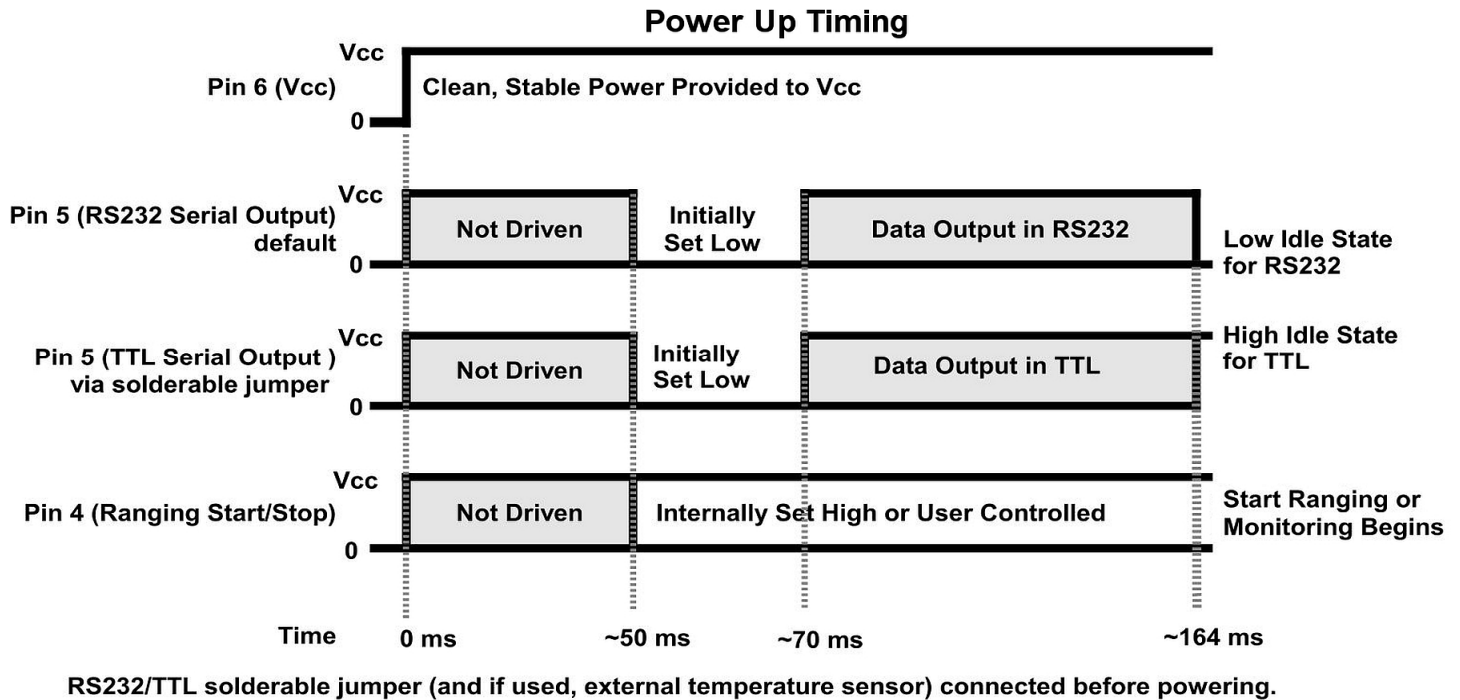 Power Up Timing
Vcc
Pin 6 (Vcc)
Clean, Stable Power Provided to Vcc
0
Vcc
Pin 5 (RS232 Serial Output)
default
Not Driven
Initially
Set Low
Data Output in RS232
0
Low Idle State
for RS232
Vcc
Pin 5 (TTL Serial Output )
via solderable jumper
Not Driven
Initially
Set Low
Data Output in TTL
High Idle State
for TTL
0
Vcc
Pin 4 (Ranging Start/Stop)
Not Driven
Internally Set High or User Controlled
Start Ranging or
Monitoring Begins
0
Time
0 ms
~50 ms
~70 ms
~164 ms
RS232/TTL solderable jumper (and if used, external temperature sensor) connected before powering.